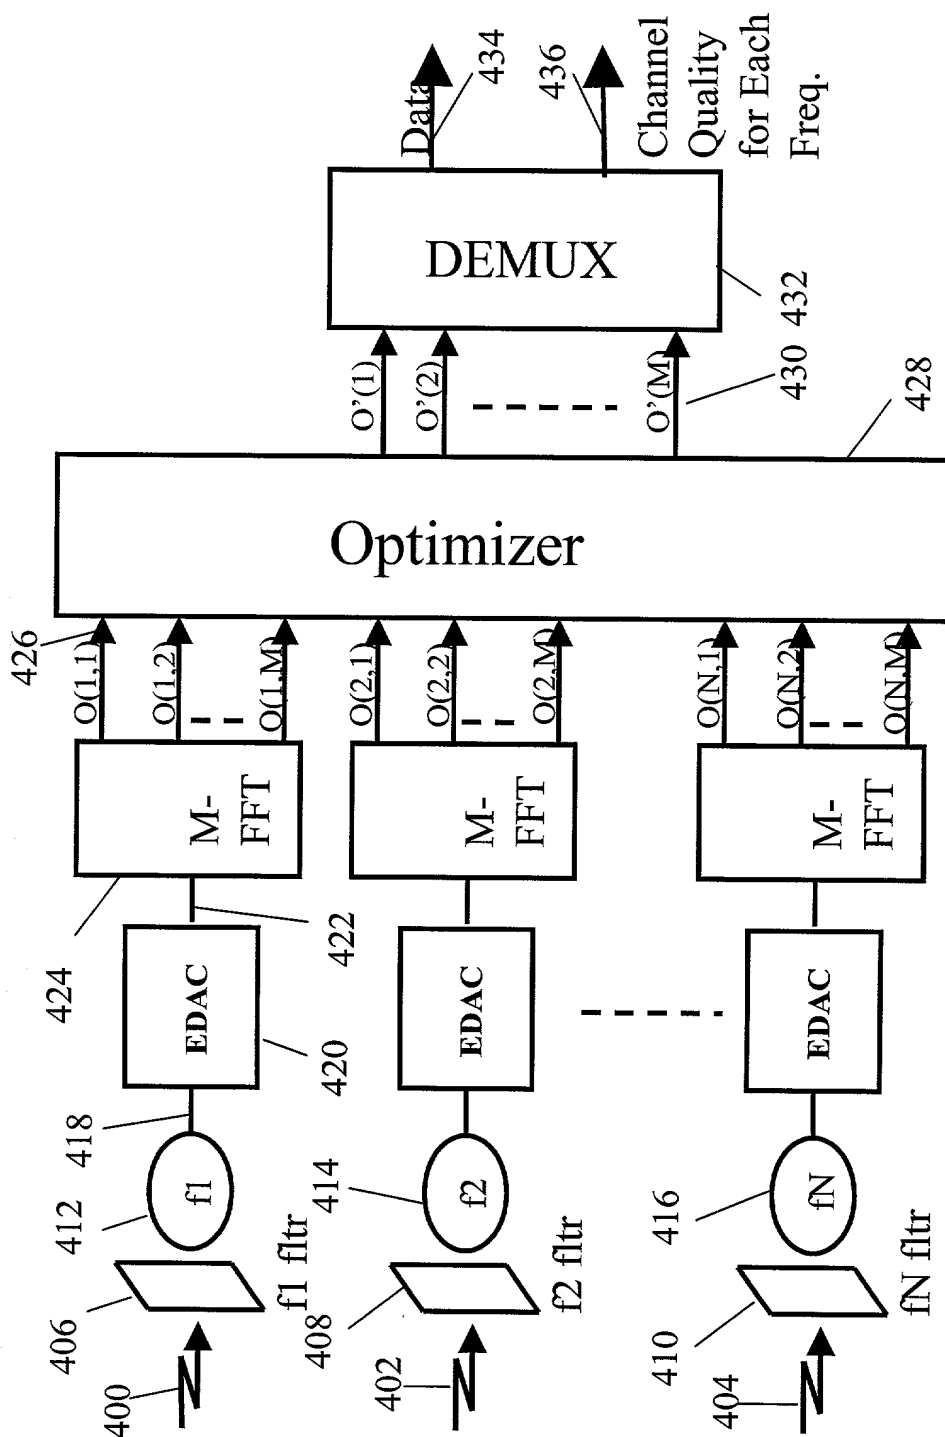 400
406
f1 fltr
412
f1
418
EDAC
420
422
424
M-
FFT
O(1,1)
O(1,2)
O(1,M)
426
402
408
f2 fltr
414
f2
EDAC
M-
FFT
O(2,1)
O(2,2)
O(2,M)
404
410
fN fltr
416
fN
EDAC
M-
FFT
O(N,1)
O(N,2)
O(N,M)
Optimizer
428
O'(1)
O'(2)
O'(M)
430
DEMUX
432
Data
434
436
Channel
Quality
for Each
Freq.